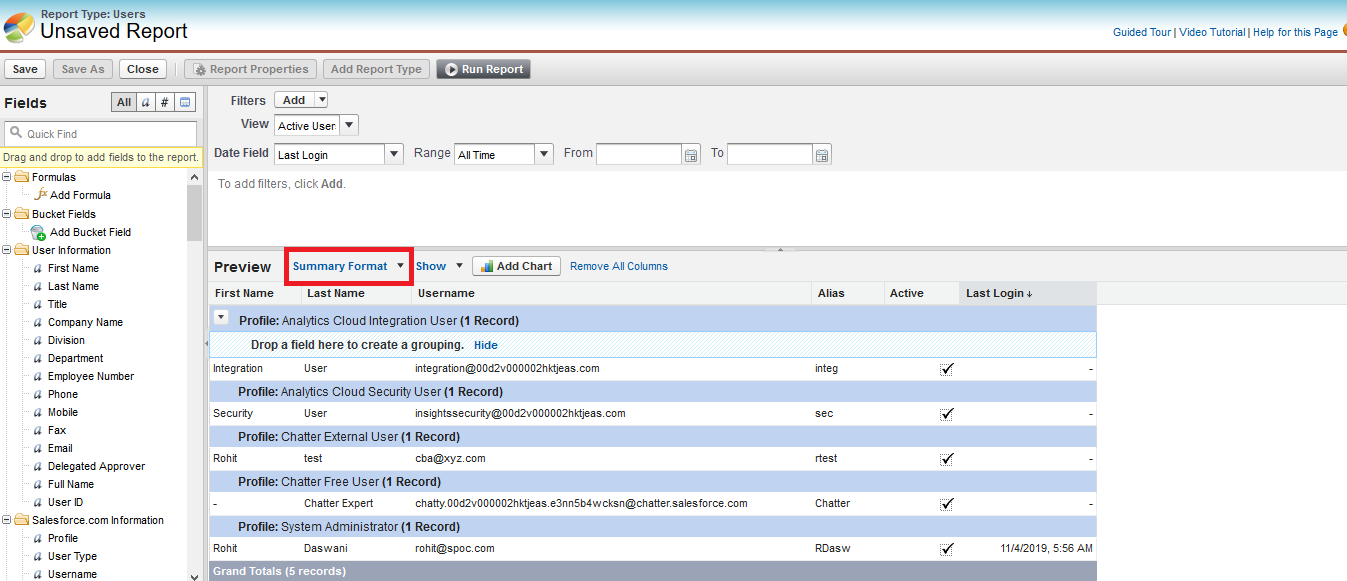 Report Type: Users
Unsaved Report
Guided Tour | Video Tutorial | Help for this Page
Save Save As Close Report Properties Add Report Type Run Report
Fields All a #
Quick Find
Drag and drop to add fields to the report.
Formulas
fx Add Formula
Bucket Fields
Add Bucket Field
User Information
a First Name
a Last Name
a Title
a Company Name
a Division
a Department
a Employee Number
a Phone
a Mobile
a Fax
a Email
a Delegated Approver
a Full Name
a User ID
Salesforce.com Information
a Profile
a User Type
a Username
Filters Add
View Active User
Date Field Last Login Range All Time From To
To add filters, click Add.
Preview Summary Format Show Add Chart Remove All Columns
First Name Last Name Username Alias Active Last Login ↓
Profile: Analytics Cloud Integration User (1 Record)
Drop a field here to create a grouping. Hide
Integration User integration@00d2v000002hktjeas.com integ -
Profile: Analytics Cloud Security User (1 Record)
Security User insightssecurity@00d2v000002hktjeas.com sec -
Profile: Chatter External User (1 Record)
Rohit test cba@xyz.com rtest -
Profile: Chatter Free User (1 Record)
- Chatter Expert chatty.00d2v000002hktjeas.e3nn5b4wcksn@chatter.salesforce.com Chatter -
Profile: System Administrator (1 Record)
Rohit Daswani rohit@spoc.com RDasw 11/4/2019, 5:56 AM
Grand Totals (5 records)